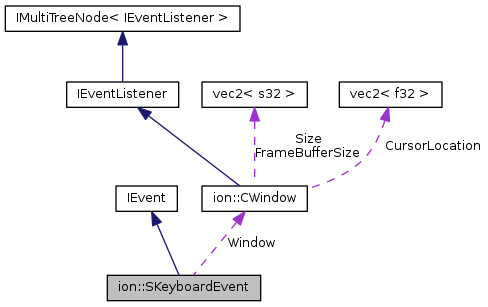 IMultiTreeNode< IEventListener >
IEventListener
vec2< s32 >
vec2< f32 >
Size
FrameBufferSize
CursorLocation
IEvent
ion::CWindow
Window
ion::SKeyboardEvent